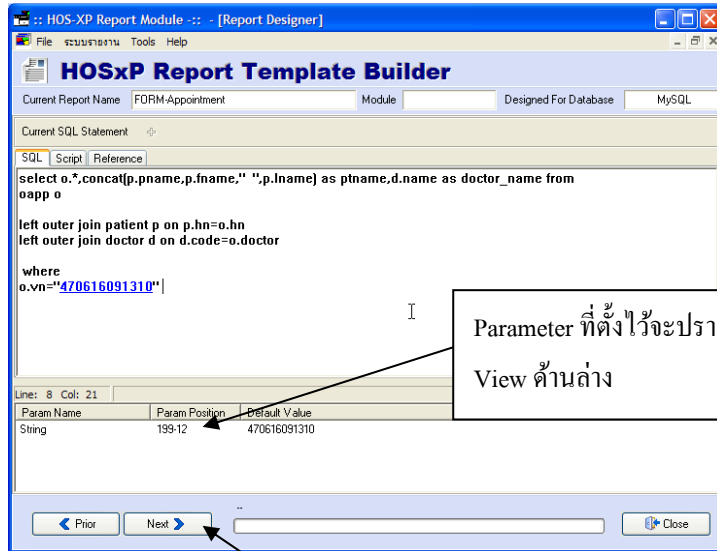 :: HOS-XP Report Module -:: - [Report Designer]
File ระบบรายงาน Tools Help
HOSxP Report Template Builder
Current Report Name FORM-Appointment Module Designed For Database MySQL
Current SQL Statement
SQL Script Reference
select o.*,concat(p.pname,p.fname," ",p.lname) as ptname,d.name as doctor_name from
oapp o
left outer join patient p on p.hn=o.hn
left outer join doctor d on d.code=o.doctor
where
o.vn="470616091310"
Parameter ที่ตั้งไว้จะปรา
View ด้านล่าง
Line: 8 Col: 21
Param Name Param Position Default Value
String 199-12 470616091310
..
Prior Next Close